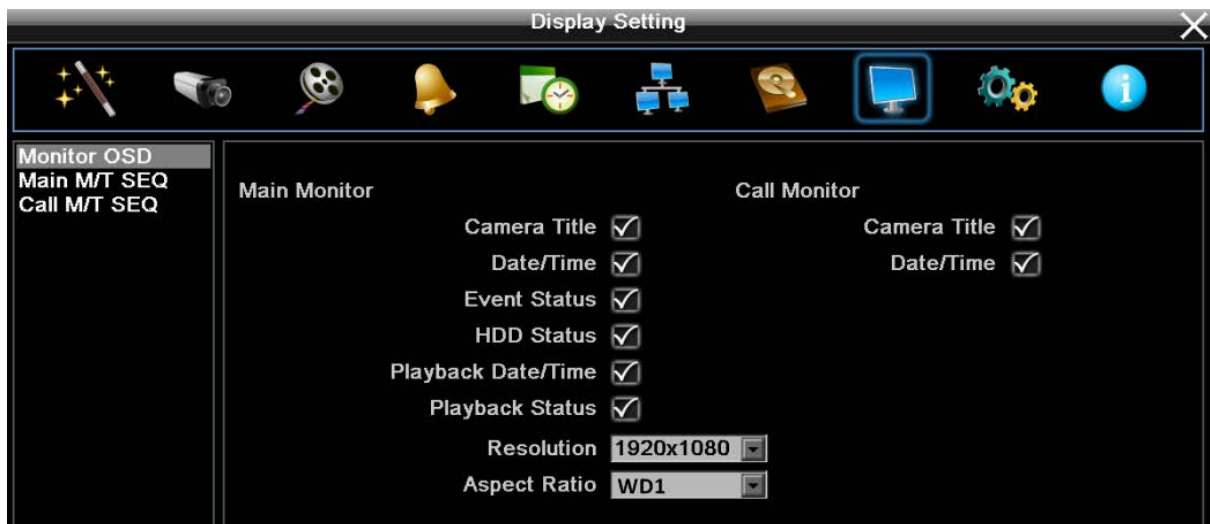 Display Setting
Monitor OSD
Main M/T SEQ
Call M/T SEQ
Main Monitor
Camera Title
Date/Time
Event Status
HDD Status
Playback Date/Time
Playback Status
Resolution 1920x1080
Aspect Ratio WD1
Call Monitor
Camera Title
Date/Time